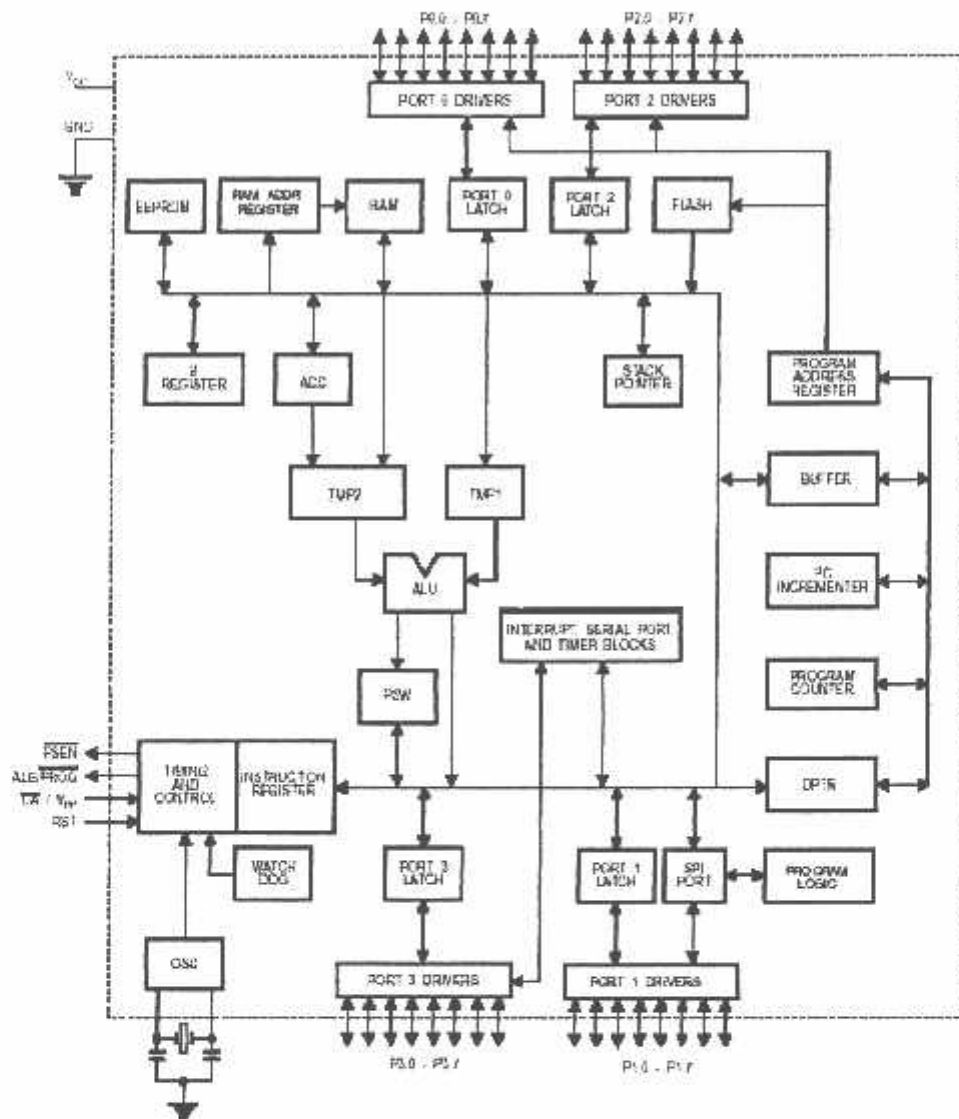 P0.0 - P0.7
P2.0 - P2.7
VCC
GND
PORT 0 DRIVERS
PORT 2 DRIVERS
EEPROM
RAM ADDR
REGISTER
RAM
PORT 0
LATCH
PORT 2
LATCH
FLASH
B
REGISTER
ACC
STACK
POINTER
PROGRAM
ADDRESS
REGISTER
TMP2
TMP1
BUFFER
ALU
PC
INCREMENTER
INTERRUPT, SERIAL PORT
AND TIMER BLOCKS
PROGRAM
COUNTER
PSW
PSEN
ALE/PROG
EA / VPP
RST
TIMING
AND
CONTROL
INSTRUCTION
REGISTER
DPTR
WATCH
DOG
PORT 3
LATCH
PORT 1
LATCH
SPI
PORT
PROGRAM
LOGIC
OSC
PORT 3 DRIVERS
PORT 1 DRIVERS
P3.0 - P3.7
P1.0 - P1.7